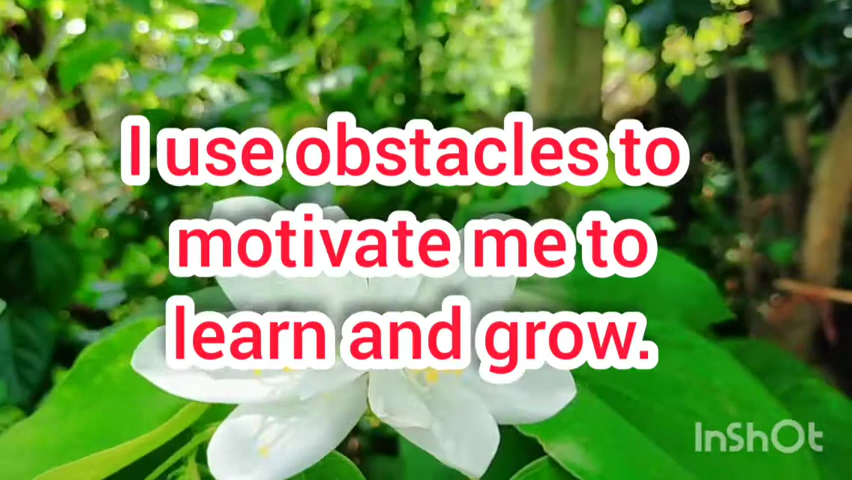 I use obstacles to
motivate me to
learn and grow.
InShOt